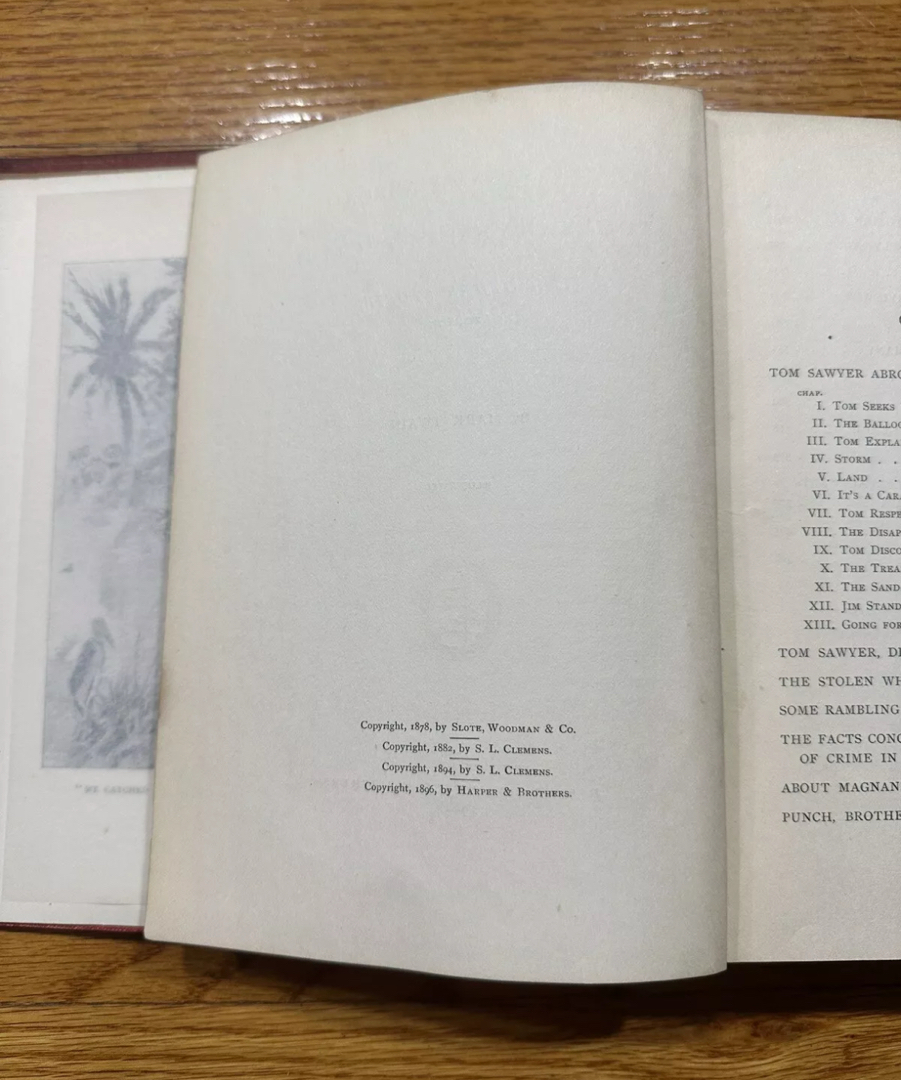 "HE CATCHED
Copyright, 1878, by SLOTE, WOODMAN & CO.
Copyright, 1882, by S. L. CLEMENS.
Copyright, 1894, by S. L. CLEMENS.
Copyright, 1896, by HARPER & BROTHERS.
TOM SAWYER ABRO
CHAP.
I. TOM SEEKS
II. THE BALLOO
III. TOM EXPLA
IV. STORM . .
V. LAND . .
VI. IT'S A CAR
VII. TOM RESPE
VIII. THE DISAP
IX. TOM DISCO
X. THE TREA
XI. THE SAND
XII. JIM STAND
XIII. GOING FOR
TOM SAWYER, DE
THE STOLEN WH
SOME RAMBLING
THE FACTS CONC
OF CRIME IN
ABOUT MAGNAN
PUNCH, BROTHE